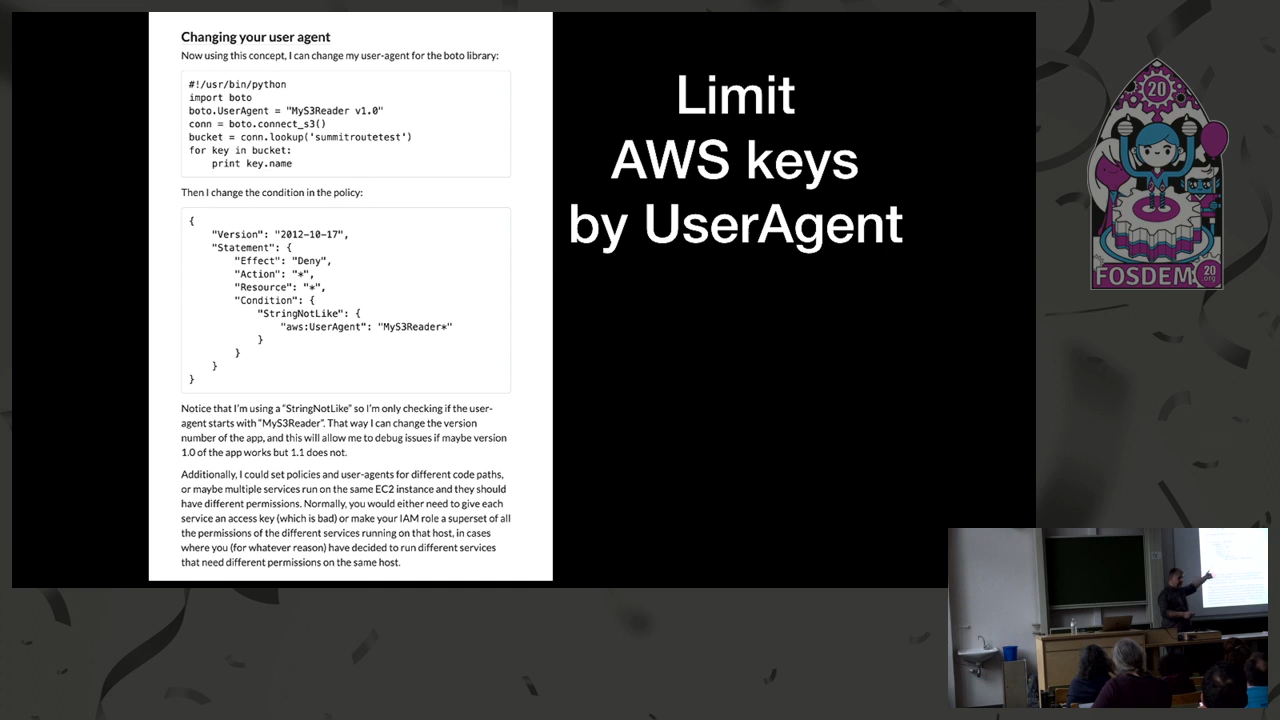 Changing your user agent
Now using this concept, I can change my user-agent for the boto library:
#!/usr/bin/python
import boto
boto.UserAgent = "MyS3Reader v1.0"
conn = boto.connect_s3()
bucket = conn.lookup('summitroutetest')
for key in bucket:
    print key.name
Then I change the condition in the policy:
{
    "Version": "2012-10-17",
    "Statement": {
        "Effect": "Deny",
        "Action": "*",
        "Resource": "*",
        "Condition": {
            "StringNotLike": {
                "aws:UserAgent": "MyS3Reader*"
            }
        }
    }
}
Notice that I'm using a "StringNotLike" so I'm only checking if the user-
agent starts with "MyS3Reader". That way I can change the version
number of the app, and this will allow me to debug issues if maybe version
1.0 of the app works but 1.1 does not.
Additionally, I could set policies and user-agents for different code paths,
or maybe multiple services run on the same EC2 instance and they should
have different permissions. Normally, you would either need to give each
service an access key (which is bad) or make your IAM role a superset of all
the permissions of the different services running on that host, in cases
where you (for whatever reason) have decided to run different services
that need different permissions on the same host.
Limit
AWS keys
by UserAgent
20
FOSDEM
20
.org